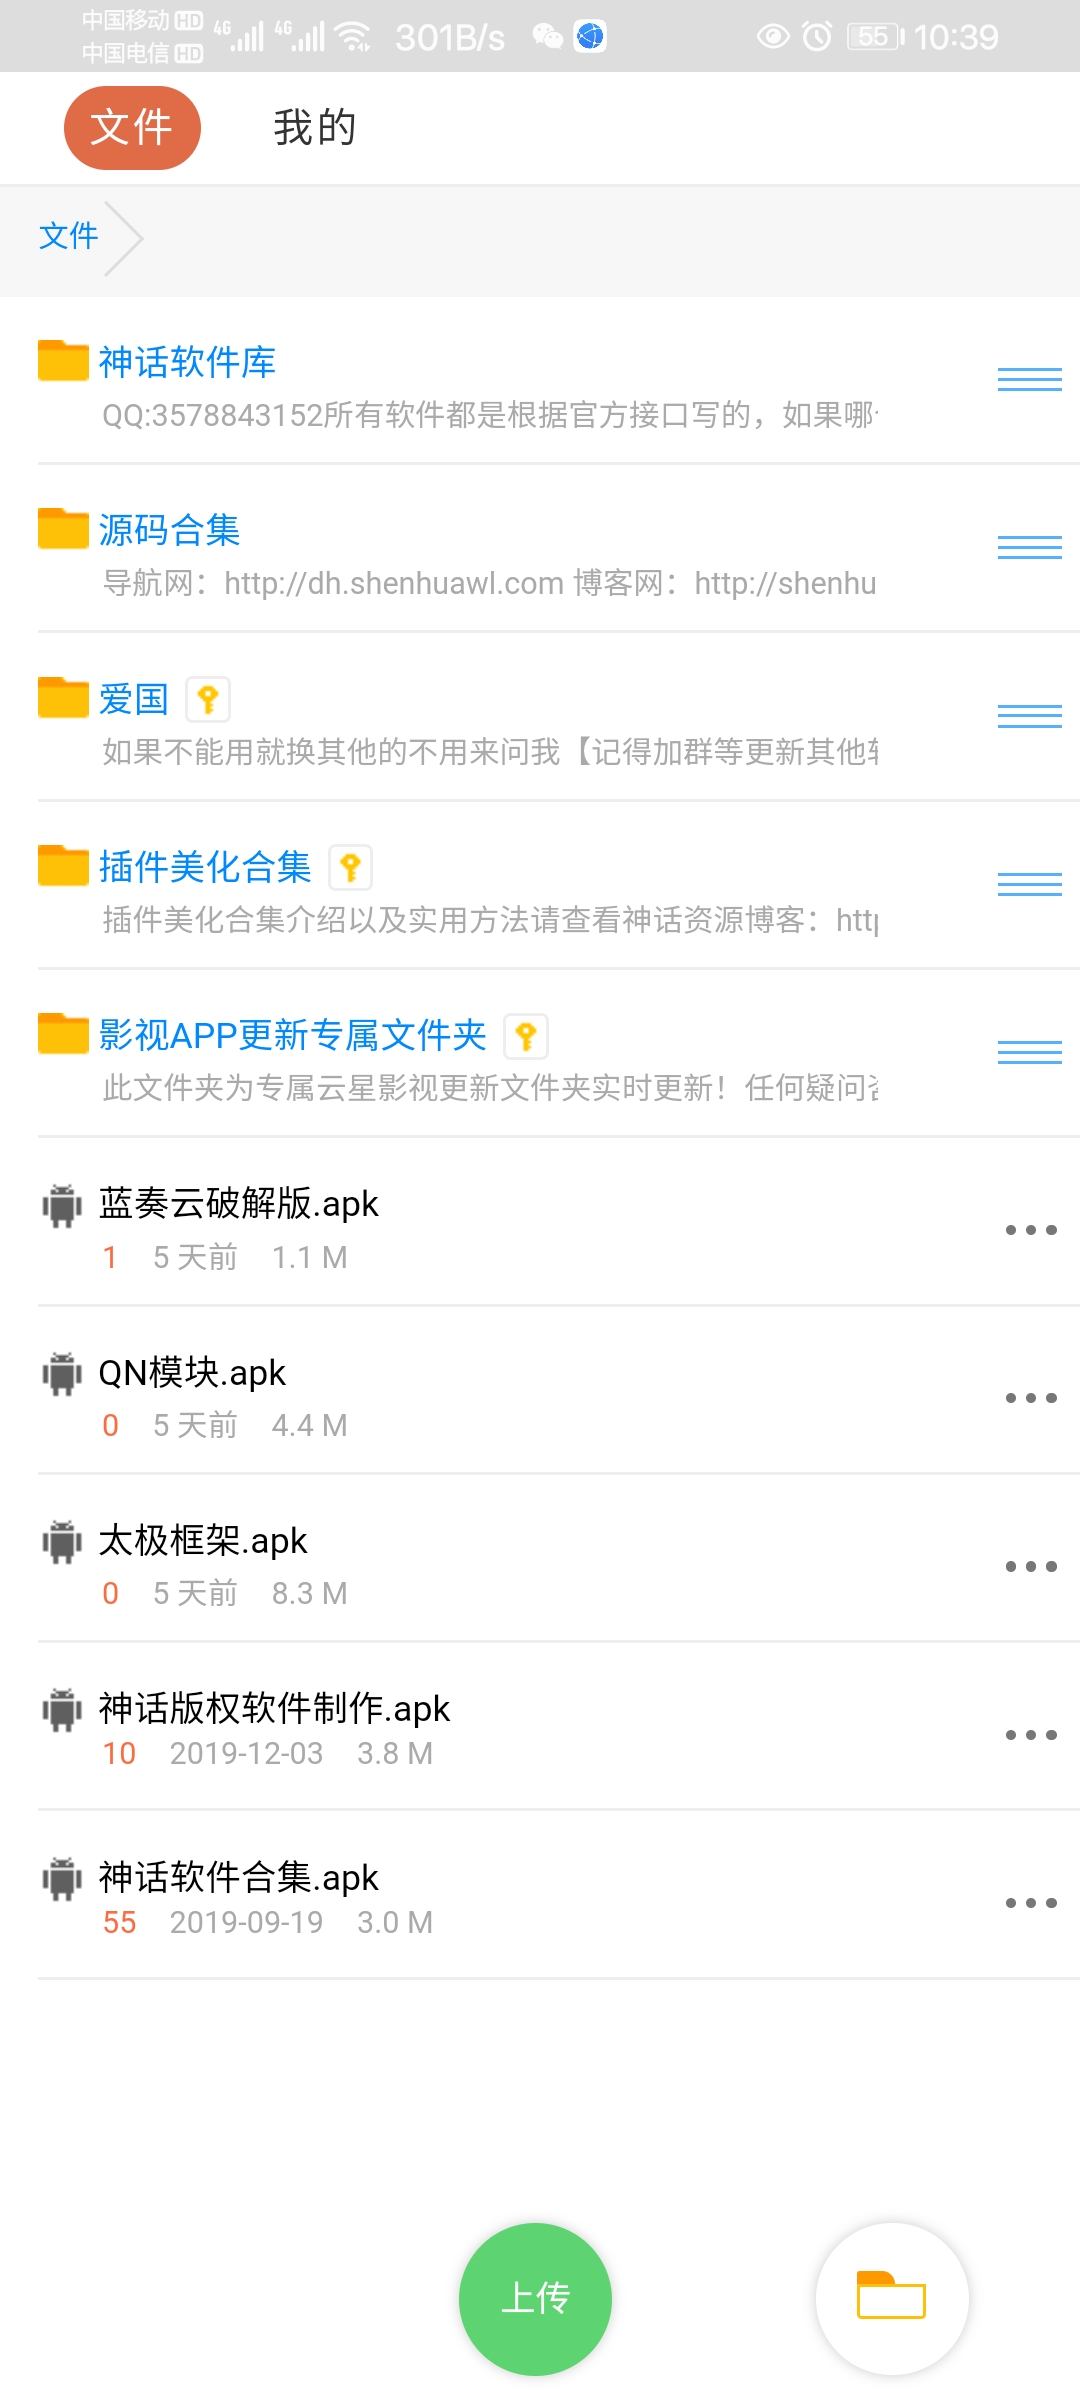 中国移动 HD 4G 4G 301B/s 55 10:39
中国电信 HD
文件 我的
文件
神话软件库
QQ:3578843152所有软件都是根据官方接口写的，如果哪
源码合集
导航网：http://dh.shenhuawl.com 博客网：http://shenhu
爱国
如果不能用就换其他的不用来问我【记得加群等更新其他
插件美化合集
插件美化合集介绍以及实用方法请查看神话资源博客：http
影视APP更新专属文件夹
此文件夹为专属云星影视更新文件夹实时更新！任何疑问
蓝奏云破解版.apk
1 5 天前 1.1 M
QN模块.apk
0 5 天前 4.4 M
太极框架.apk
0 5 天前 8.3 M
神话版权软件制作.apk
10 2019-12-03 3.8 M
神话软件合集.apk
55 2019-09-19 3.0 M
上传